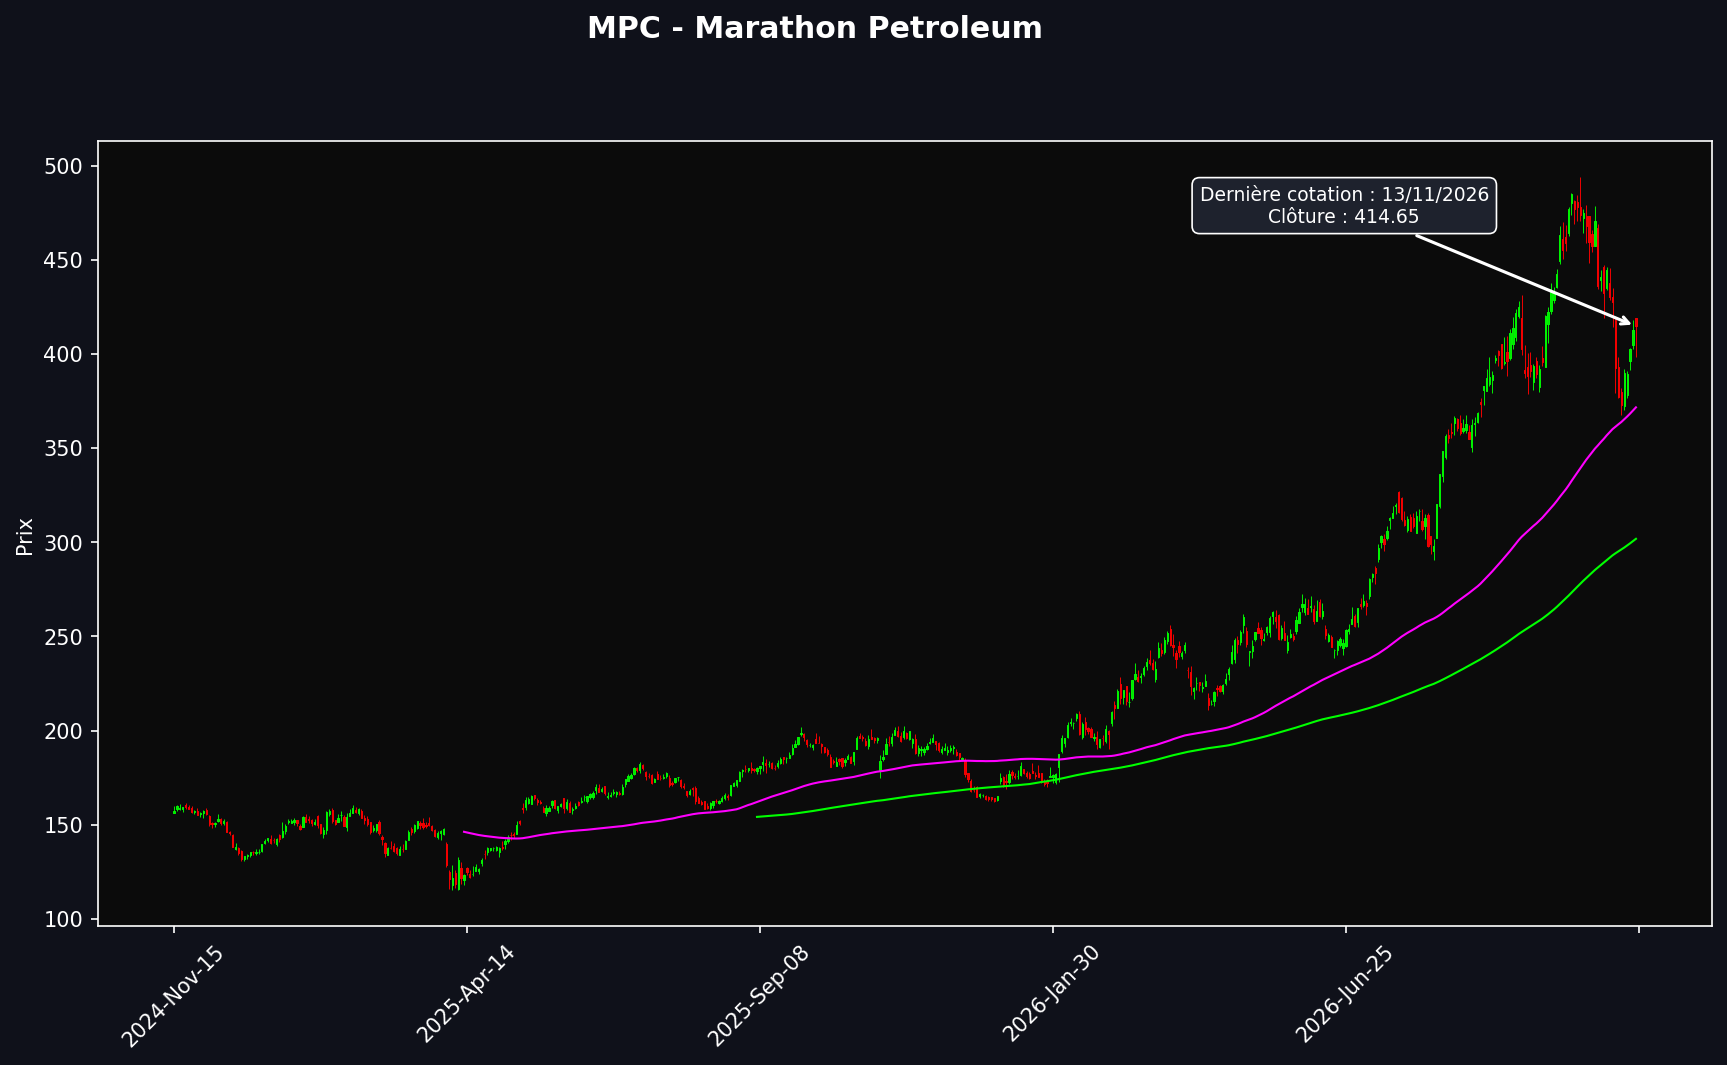 MPC - Marathon Petroleum
Dernière cotation : 13/11/2026
Clôture : 414.65
Prix
500
450
400
350
300
250
200
150
100
2024-Nov-15
2025-Apr-14
2025-Sep-08
2026-Jan-30
2026-Jun-25